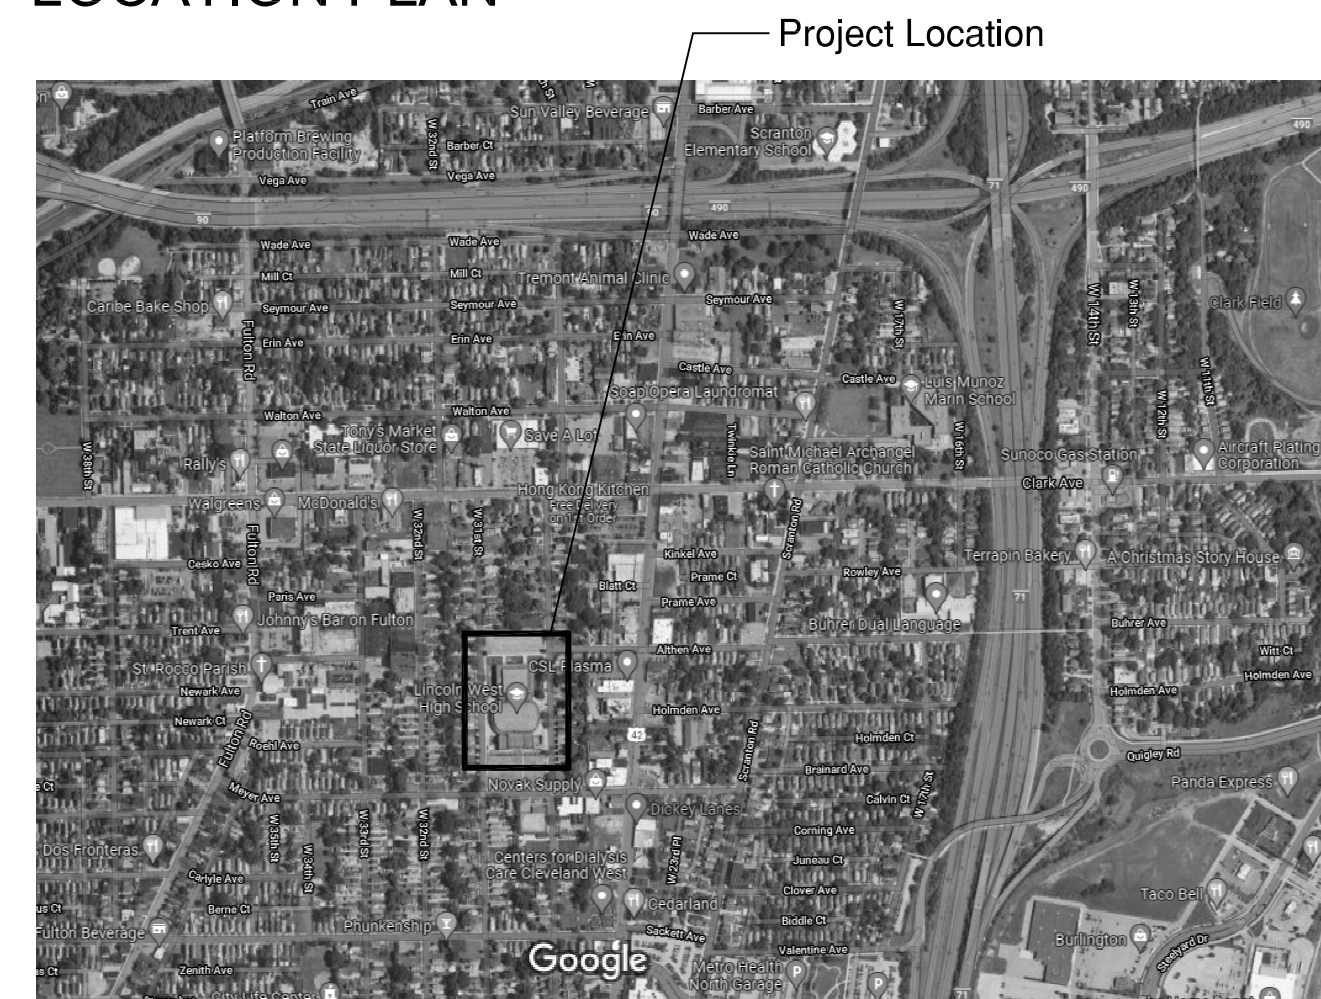 LOCATION PLAN
Project Location
Train Ave
Sun Valley Beverage
Barber Ave
490
Platform Brewing
Production Facility
W 32nd St
Barber Ct
Scranton
Elementary School
Vega Ave
Vega Ave
71
490
90
90
490
Wade Ave
Wade Ave
Wade Ave
Mill Ct
Mill Ct
Tremont Animal Clinic
Caribe Bake Shop
Seymour Ave
Seymour Ave
Seymour Ave
W 17th St
W 14th St
W 13th St
Clark Field
Fulton Rd
Erin Ave
Erin Ave
Erin Ave
Castle Ave
Castle Ave
Luis Munoz
Marin School
W 11th St
Soap Opera Laundromat
Walton Ave
Walton Ave
W 12th St
Tony's Market
State Liquor Store
Save A Lot
Twinkle Ln
W 16th St
Saint Michael Archangel
Roman Catholic Church
Sunoco Gas Station
Aircraft Plating
Corporation
W 38th St
Rally's
Clark Ave
Walgreens
McDonald's
Hong Kong Kitchen
Free Delivery
on 1st Order
W 32nd St
W 31st St
Scranton Rd
Fulton Rd
Cesko Ave
Kinkel Ave
Terrapin Bakery
A Christmas Story House
Prame Ct
Rowley Ave
Blatt Ct
Paris Ave
Prame Ave
71
Johnny's Bar on Fulton
Trent Ave
Buhrer Dual Language
Buhrer Ave
Althen Ave
Witt Ct
St. Rocco Parish
CSL Plasma
Holmden Ave
Newark Ave
Lincoln West
High School
Holmden Ave
Holmden Ave
Newark Ct
42
Holmden Ct
Fulton Rd
Roehl Ave
Scranton Rd
Quigley Rd
Brainard Ave
Meyer Ave
Novak Supply
Panda Express
Calvin Ct
W 17th St
Dickey Lanes
W 35th St
W 33rd St
W 32nd St
Corning Ave
Dos Fronteras
W 34th St
Centers for Dialysis
Care Cleveland West
W 23rd Pl
Juneau Ct
Carlyle Ave
Clover Ave
Taco Bell
Berne Ct
Cedarland
Biddle Ct
Fulton Beverage
Phunkenship
Sackett Ave
Burlington
Valentine Ave
Steelyard Dr
Google
Zenith Ave
Metro Health
North Garage
P
P
City Life Center
71